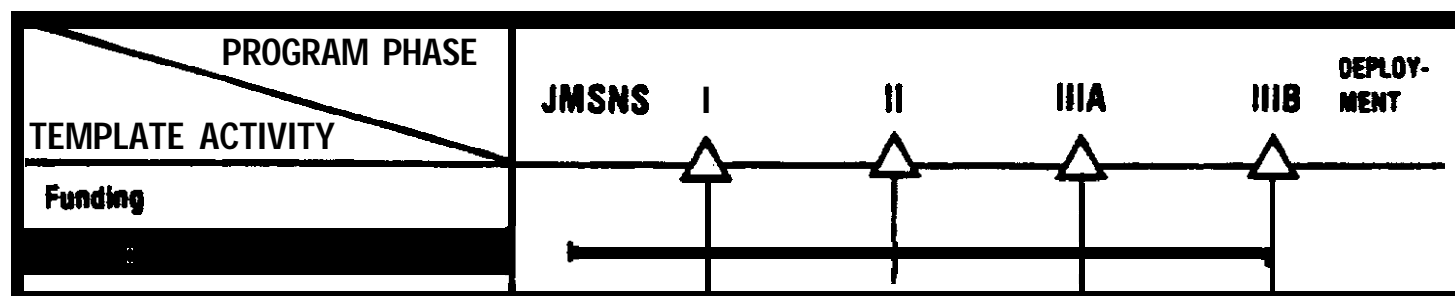 PROGRAM PHASE
TEMPLATE ACTIVITY
JMSNS I II IIIA IIIB DEPLOY-
MENT
Funding